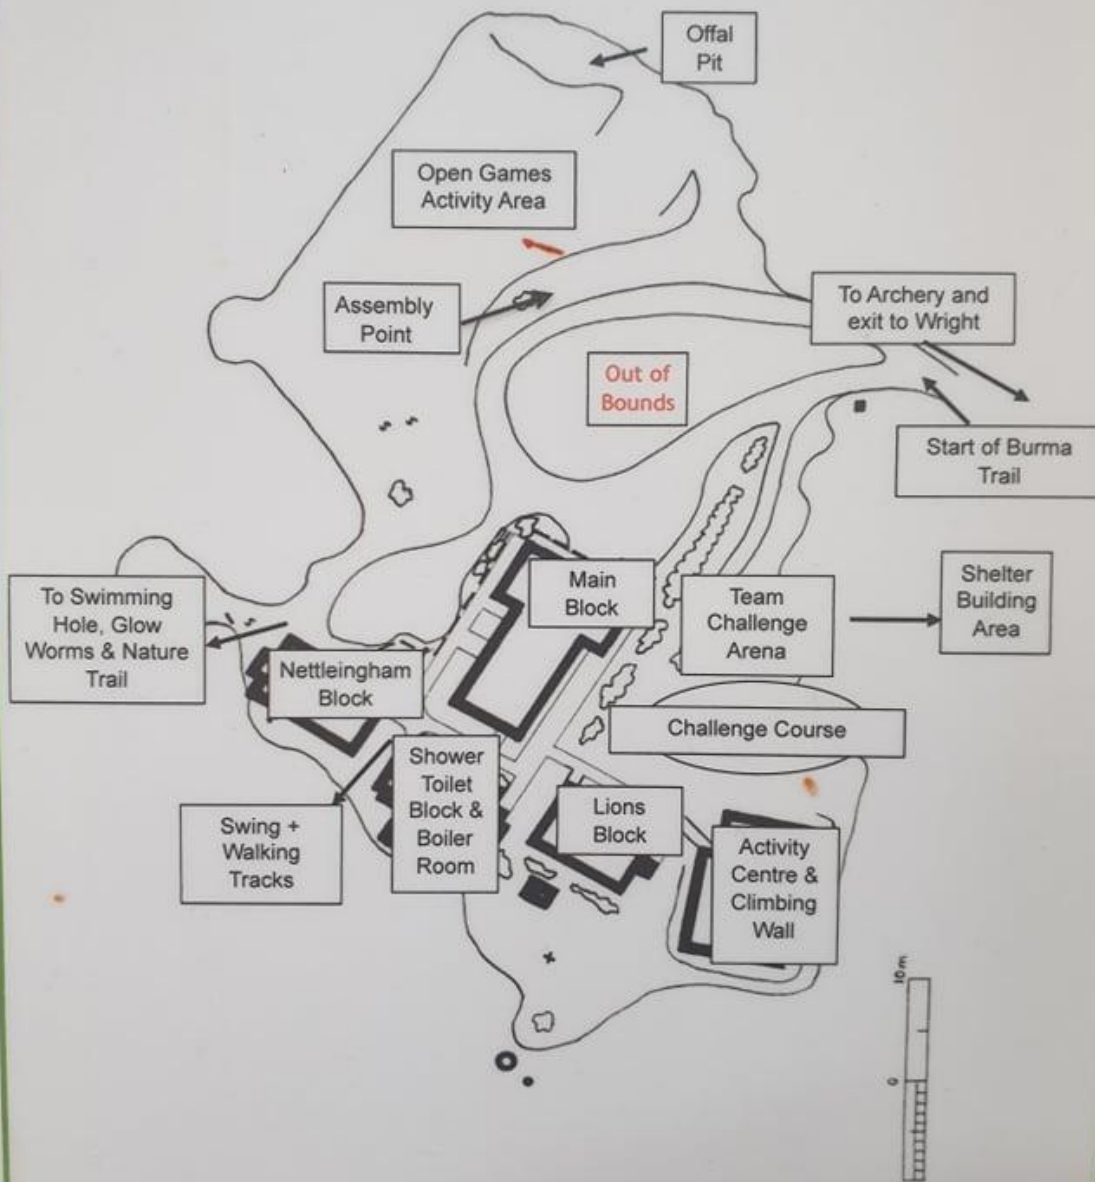 Offal
Pit
Open Games
Activity Area
Assembly
Point
To Archery and
exit to Wright
Out of
Bounds
Start of Burma
Trail
To Swimming
Hole, Glow
Worms & Nature
Trail
Main
Block
Team
Challenge
Arena
Shelter
Building
Area
Nettleingham
Block
Challenge Course
Shower
Toilet
Block &
Boiler
Room
Lions
Block
Swing +
Walking
Tracks
Activity
Centre &
Climbing
Wall
10m
0